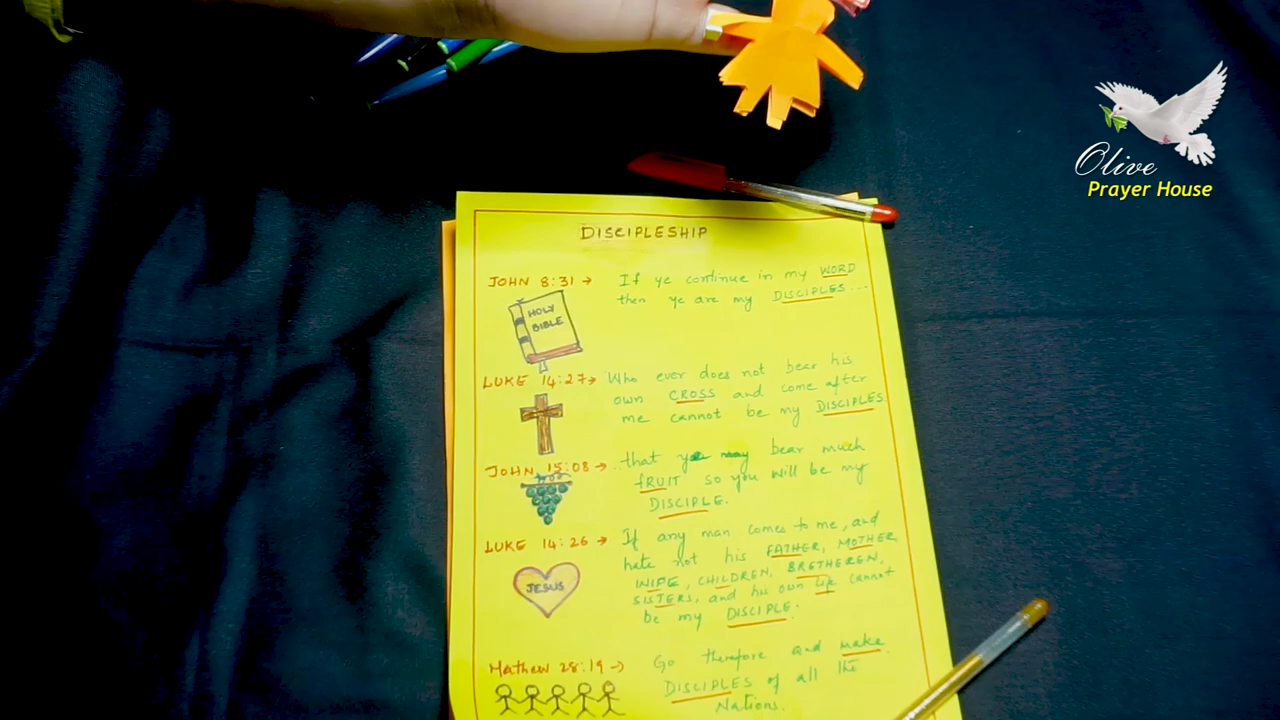 Olive
Prayer House
DISCIPLESHIP
JOHN 8:31 → If ye continue in my WORD
then ye are my DISCIPLES...
HOLY
BIBLE
LUKE 14:27→ Who ever does not bear his
own CROSS and come after
me cannot be my DISCIPLES
JOHN 15:08 → ..that you may bear much
fRUIT so you will be my
DISCIPLE.
LUKE 14:26 → If any man comes to me, and
hate not his FATHER, MOTHER,
WIFE, CHILDREN, BRETHEREN,
SISTERS, and his own life cannot
be my DISCIPLE.
JESUS
Mathew 28:19 → Go therefore and make
DISCIPLES of all the
Nations.